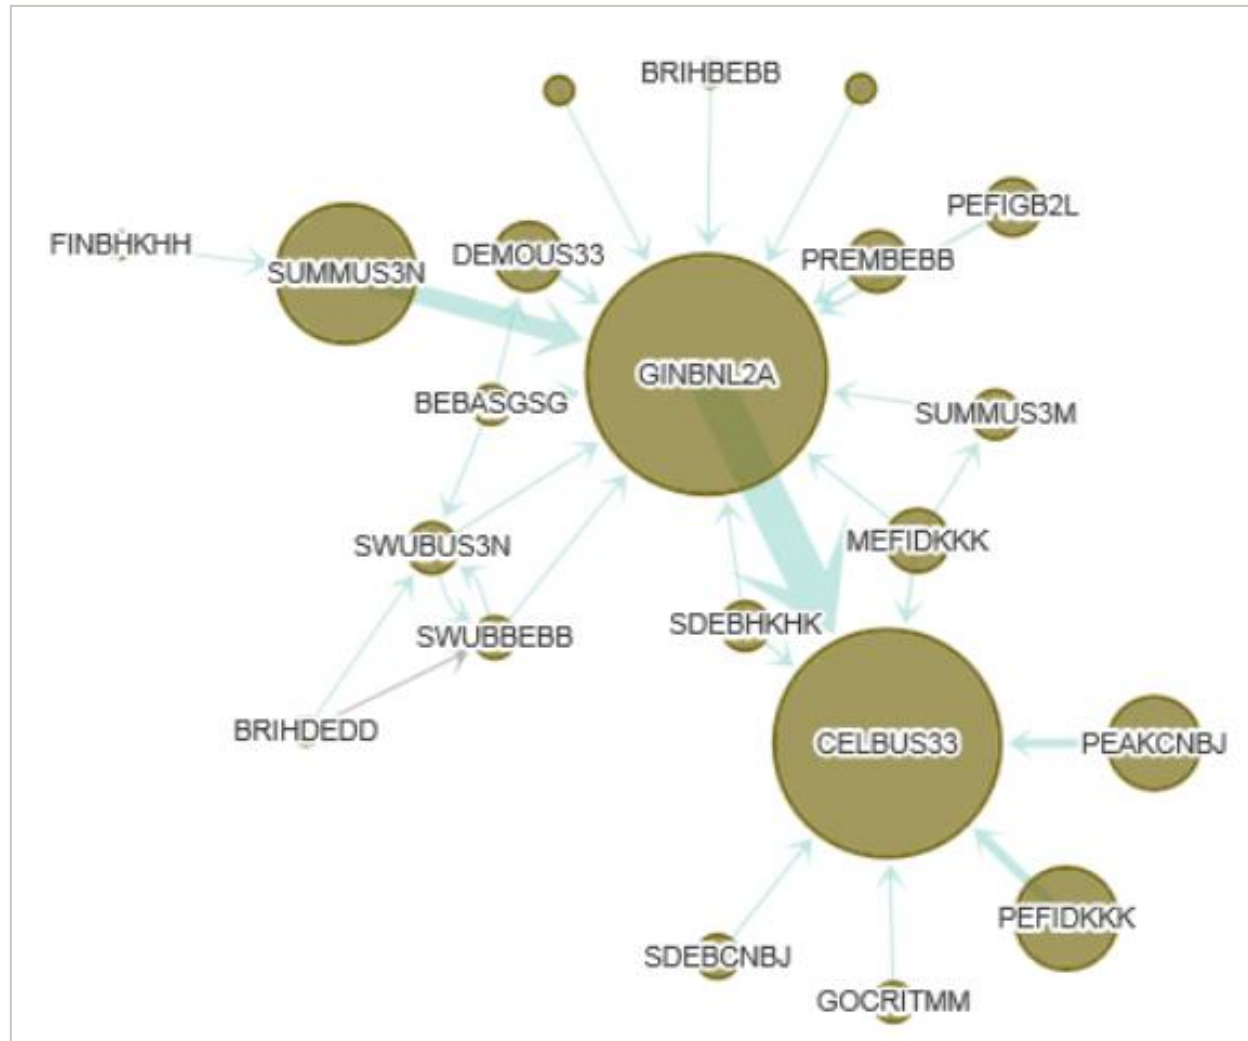 BRIHBEBB
PEFIGB2L
FINBHKHH
SUMMUS3N
DEMOUS33
PREMBEBB
GINBNL2A
BEBASGSG
SUMMUS3M
SWUBUS3N
MEFIDKKK
SWUBBEBB
SDEBHKHK
BRIHDEDD
CELBUS33
PEAKCNBJ
PEFIDKKK
SDEBCNBJ
GOCRITMM